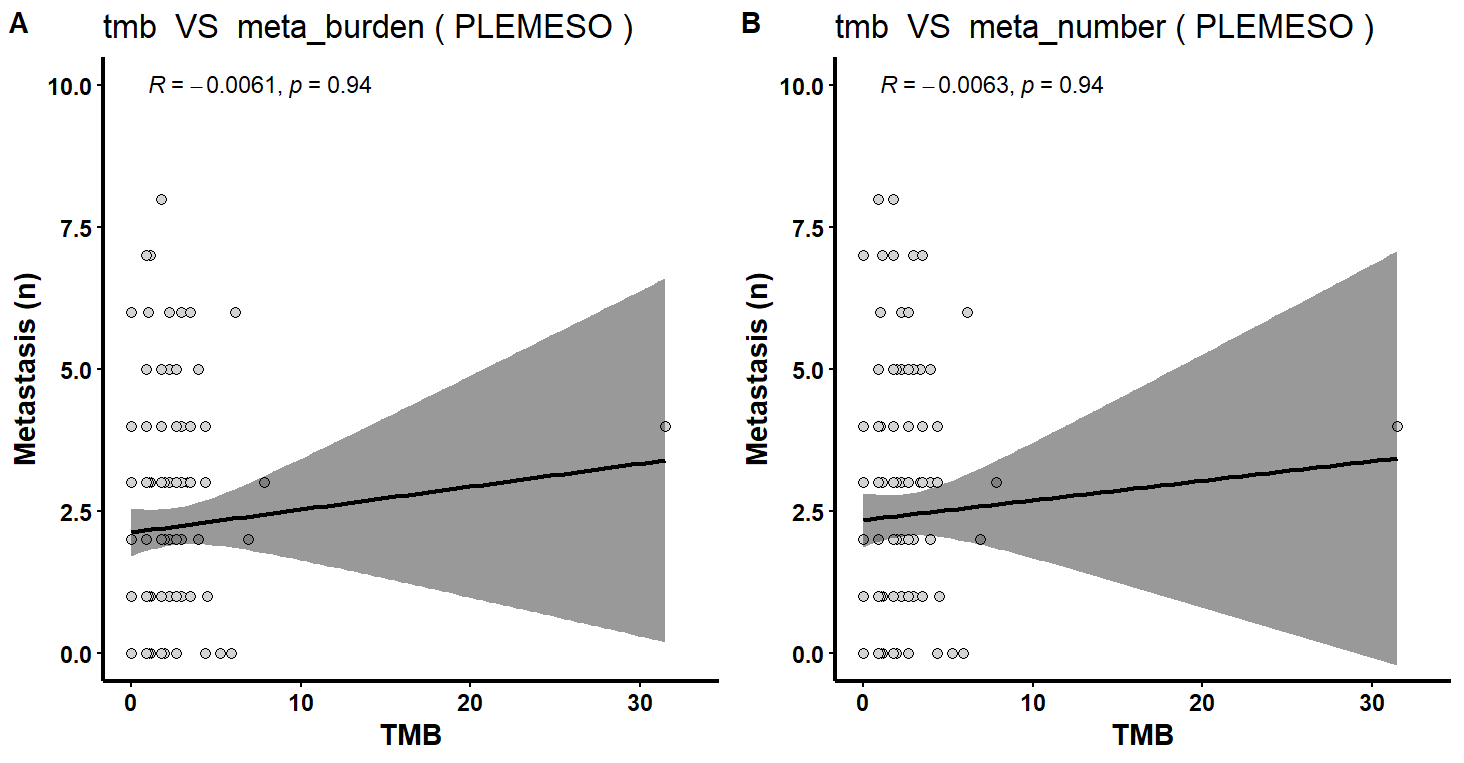 A
tmb VS meta_burden ( PLEMESO )
R = −0.0061, p = 0.94
10.0
7.5
5.0
2.5
0.0
Metastasis (n)
0 10 20 30
TMB
B
tmb VS meta_number ( PLEMESO )
R = −0.0063, p = 0.94
10.0
7.5
5.0
2.5
0.0
Metastasis (n)
0 10 20 30
TMB